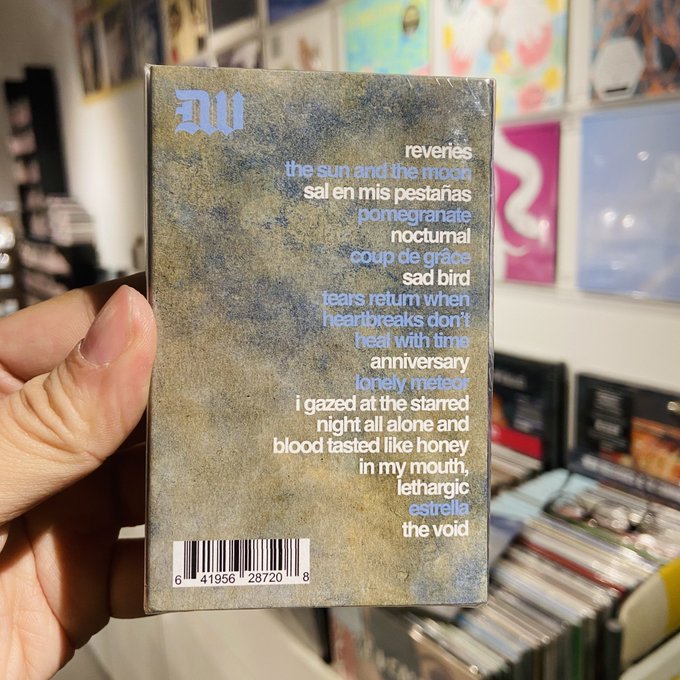 DW
reveries
the sun and the moon
sal en mis pestañas
pomegranate
nocturnal
coup de grâce
sad bird
tears return when
heartbreaks don't
heal with time
anniversary
lonely meteor
i gazed at the starred
night all alone and
blood tasted like honey
in my mouth,
lethargic
estrella
the void
6 41956 28720 8